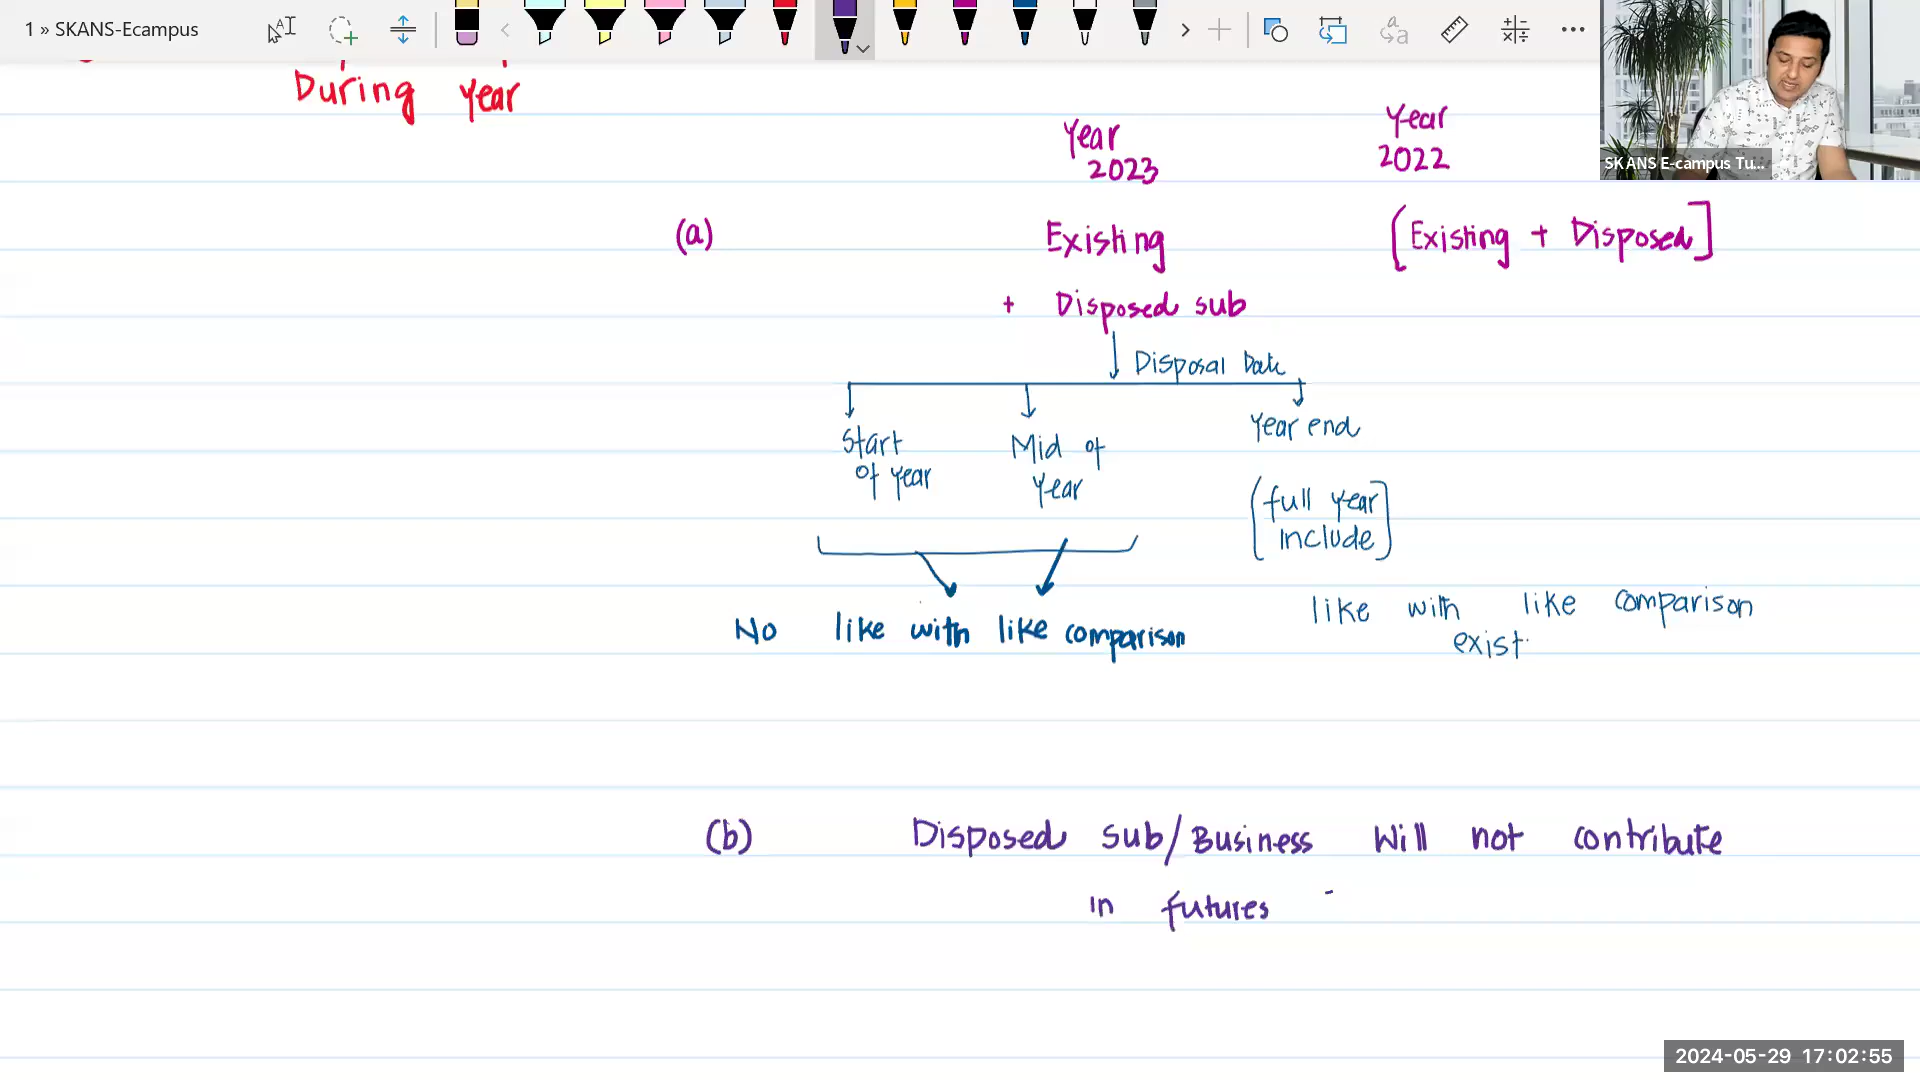 1 » SKANS-Ecampus
During year
Year 2023
Year 2022
(a) Existing [Existing + Disposed]
+ Disposed sub
Disposal Date
Start of year
Mid of year
Year end
[full year include]
No like with like comparison
like with like comparison exist.
(b) Disposed sub/Business will not contribute
in futures
SKANS E-campus Tu...
2024-05-29 17:02:55